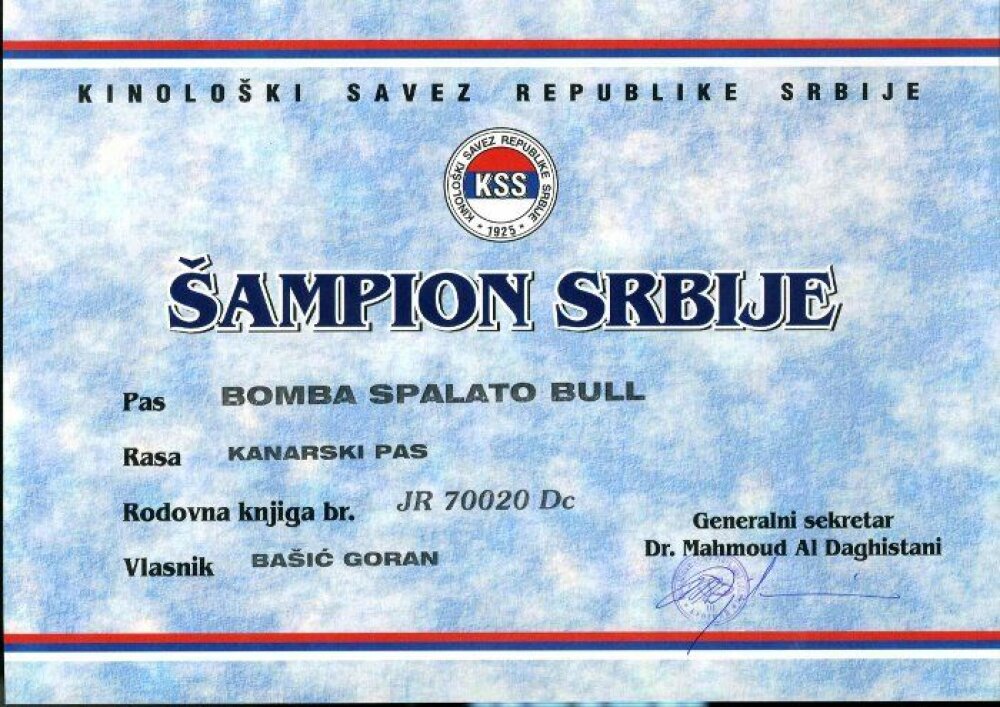 KINOLOŠKI SAVEZ REPUBLIKE SRBIJE
KINOLOŠKI SAVEZ REPUBLIKE SRBIJE
KSS
* 1925 *
ŠAMPION SRBIJE
Pas BOMBA SPALATO BULL
Rasa KANARSKI PAS
Rodovna knjiga br. JR 70020 Dc
Vlasnik BAŠIĆ GORAN
Generalni sekretar
Dr. Mahmoud Al Daghistani